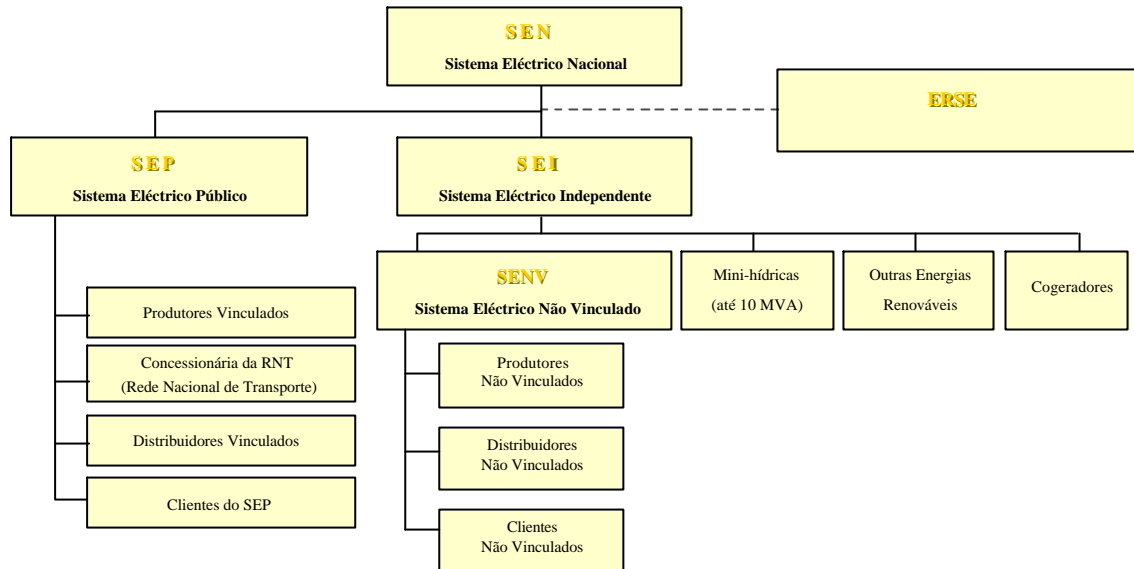 SEN
Sistema Eléctrico Nacional
ERSE
SEP
Sistema Eléctrico Público
SEI
Sistema Eléctrico Independente
Produtores Vinculados
Concessionária da RNT
(Rede Nacional de Transporte)
Distribuidores Vinculados
Clientes do SEP
SENV
Sistema Eléctrico Não Vinculado
Mini-hídricas
(até 10 MVA)
Outras Energias
Renováveis
Cogeradores
Produtores
Não Vinculados
Distribuidores
Não Vinculados
Clientes
Não Vinculados